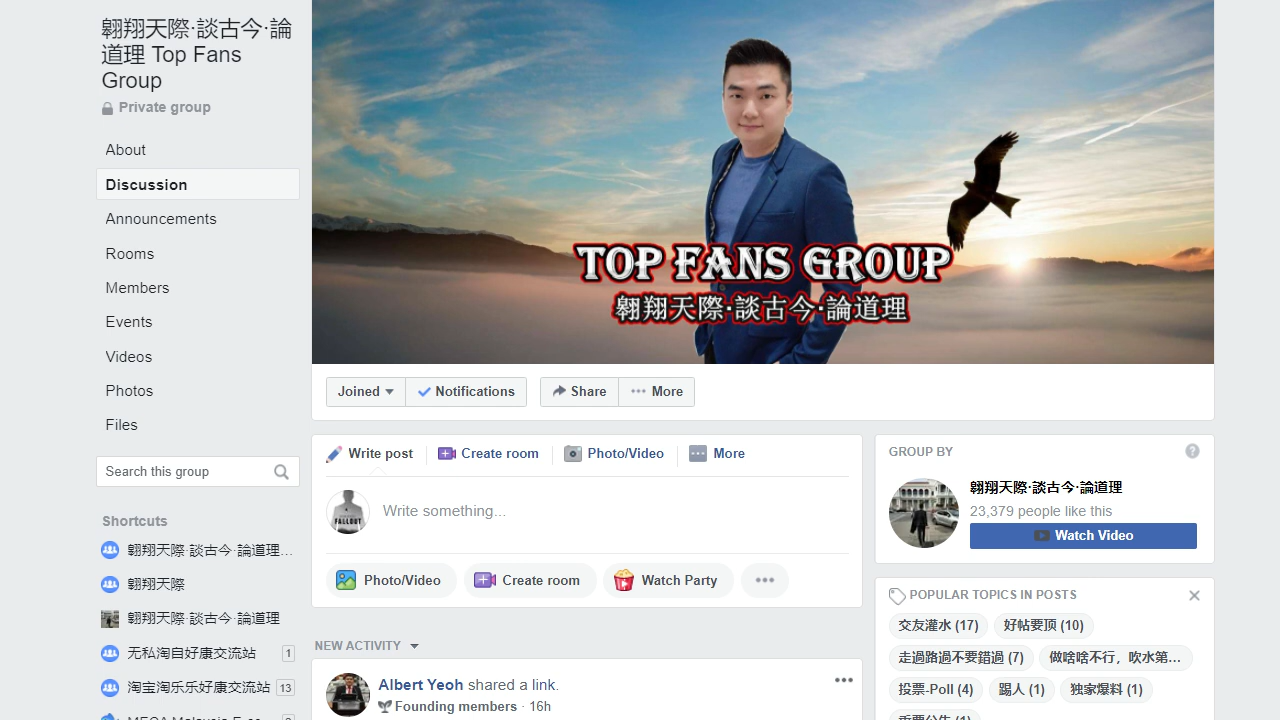 翱翔天際·談古今·論
道理 Top Fans
Group
Private group
About
Discussion
Announcements
Rooms
Members
Events
Videos
Photos
Files
Search this group
Shortcuts
翱翔天際 談古今·論道理...
翱翔天際
翱翔天際 談古今·論道理
无私淘自好康交流站 1
淘宝淘乐乐好康交流站 13
TOP FANS GROUP
翱翔天際·談古今·論道理
Joined Notifications Share More
Write post Create room Photo/Video More
FALLOUT
Write something...
Photo/Video Create room Watch Party
NEW ACTIVITY
Albert Yeoh shared a link.
Founding members · 16h
GROUP BY
翱翔天際·談古今·論道理
23,379 people like this
Watch Video
POPULAR TOPICS IN POSTS
交友灌水 (17) 好帖要顶 (10)
走過路過不要錯過 (7) 做啥啥不行，吹水第...
投票-Poll (4) 踢人 (1) 独家爆料 (1)